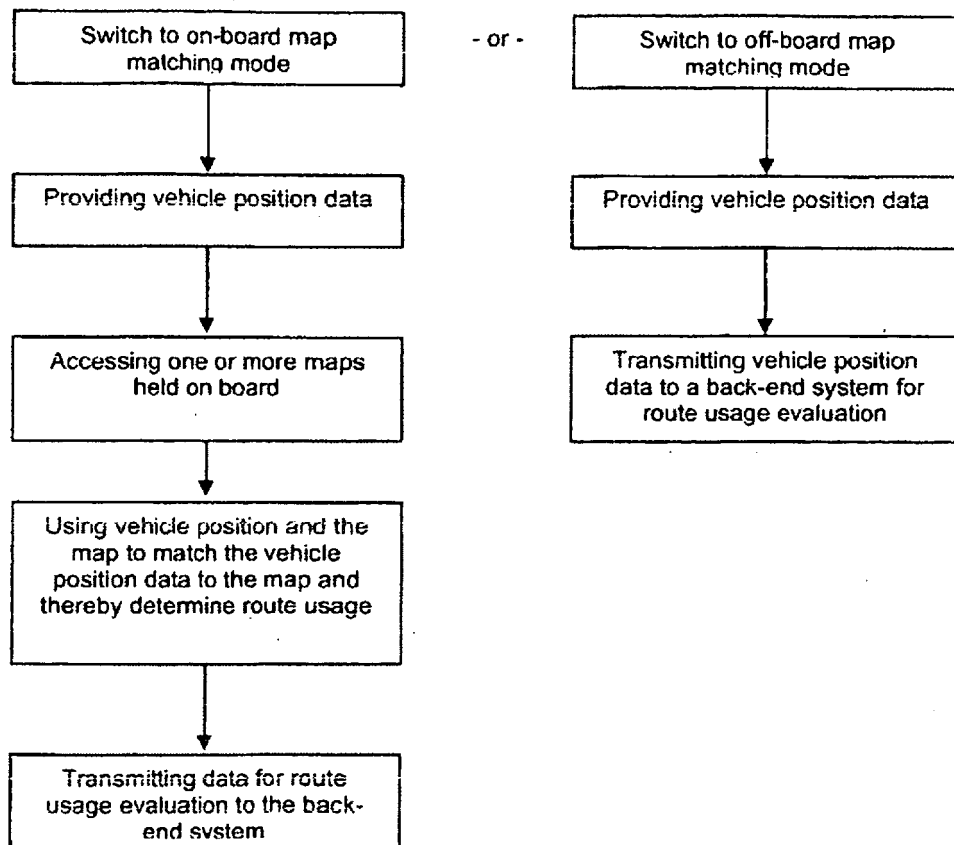 Switch to on-board map
matching mode
- or -
Switch to off-board map
matching mode
Providing vehicle position data
Providing vehicle position data
Accessing one or more maps
held on board
Transmitting vehicle position
data to a back-end system for
route usage evaluation
Using vehicle position and the
map to match the vehicle
position data to the map and
thereby determine route usage
Transmitting data for route
usage evaluation to the back-
end system